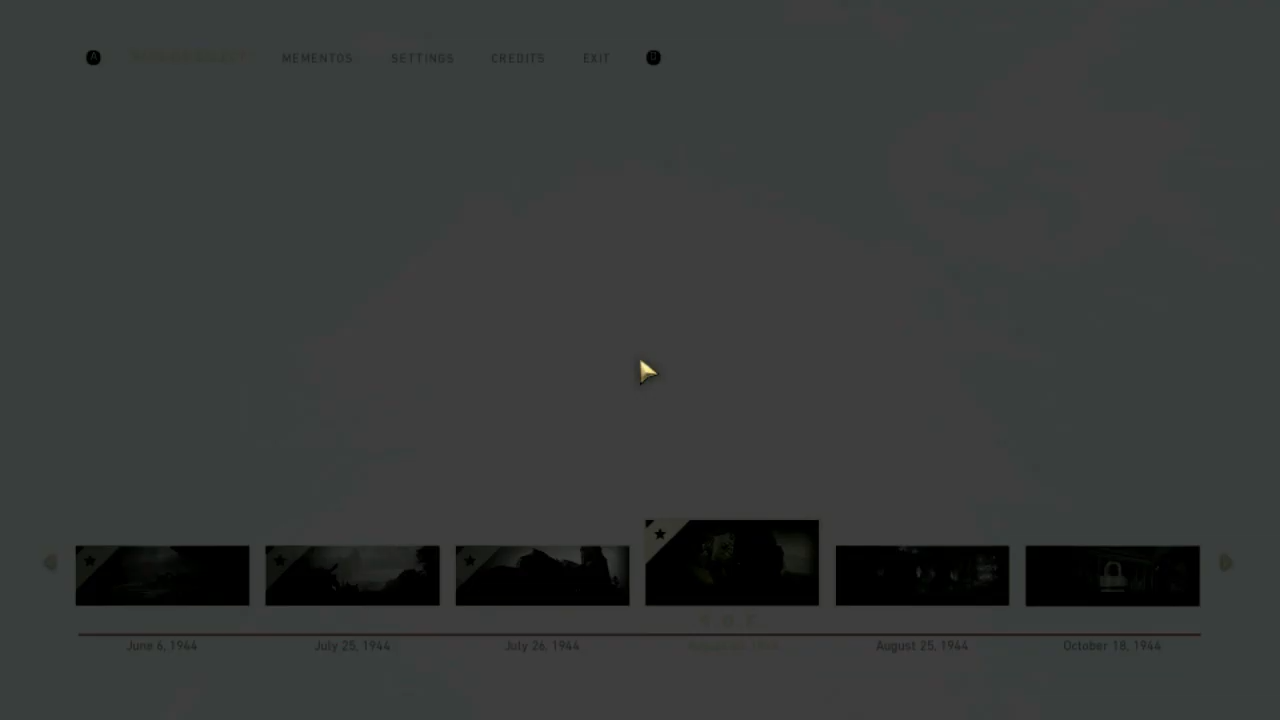 A MEMENTOS SETTINGS CREDITS EXIT
June 6, 1944 July 25, 1944 July 26, 1944 August 25, 1944 October 18, 1944